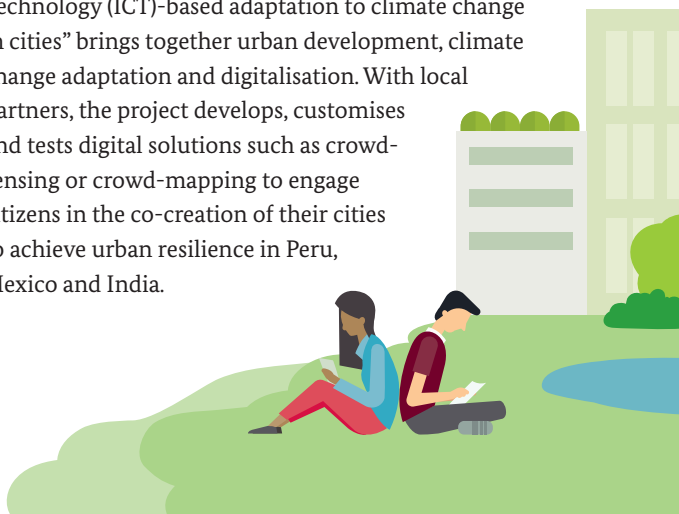 echnology (ICT)-based adaptation to climate change
n cities” brings together urban development, climate
hange adaptation and digitalisation. With local
artners, the project develops, customises
nd tests digital solutions such as crowd-
ensing or crowd-mapping to engage
itizens in the co-creation of their cities
o achieve urban resilience in Peru,
Mexico and India.